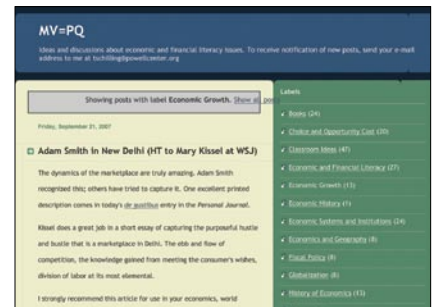 MV=PQ
Ideas and discussions about economic and financial literacy issues. To receive notification of new posts, send your e-mail
address to me at tschilling@powellcenter.org
Showing posts with label Economic Growth. Show all posts
Friday, September 21, 2007
Adam Smith in New Delhi (HT to Mary Kissel at WSJ)
The dynamics of the marketplace are truly amazing. Adam Smith
recognized this; others have tried to capture it. One excellent printed
description comes in today's de gustibus entry in the Personal Journal.
Kissel does a great job in a short essay of capturing the purposeful hustle
and bustle that is a marketplace in Delhi. The ebb and flow of
competition, the knowledge gained from meeting the consumer's wishes,
division of labor at its most elemental.
I strongly recommend this article for use in your economics, world
Labels
Books (24)
Choice and Opportunity Cost (20)
Classroom Ideas (47)
Economic and Financial Literacy (27)
Economic Growth (13)
Economic History (1)
Economic Systems and Institutions (24)
Economics and Geography (8)
Fiscal Policy (8)
Globalization (8)
History of Economics (13)